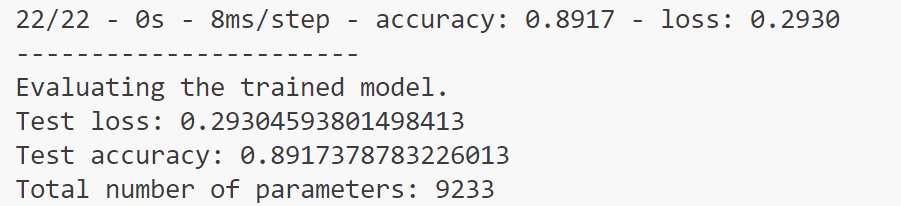 22/22 - 0s - 8ms/step - accuracy: 0.8917 - loss: 0.2930
-----------------------
Evaluating the trained model.
Test loss: 0.29304593801498413
Test accuracy: 0.8917378783226013
Total number of parameters: 9233